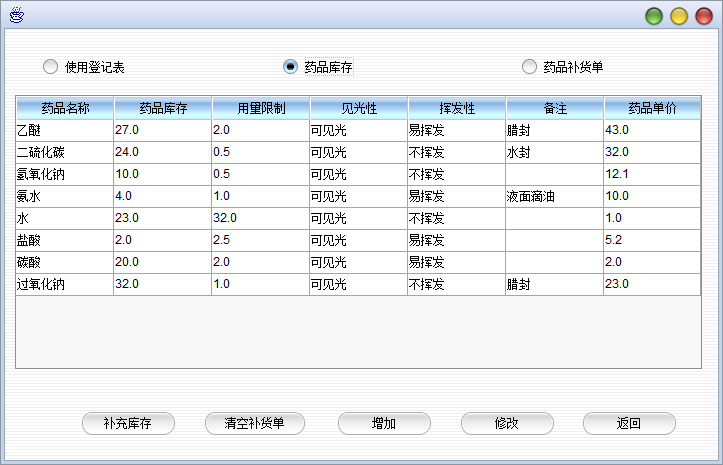 使用登记表 药品库存 药品补货单
药品名称 药品库存 用量限制 见光性 挥发性 备注 药品单价
乙醚 27.0 2.0 可见光 易挥发 腊封 43.0
二硫化碳 24.0 0.5 可见光 不挥发 水封 32.0
氢氧化钠 10.0 0.5 可见光 不挥发 12.1
氨水 4.0 1.0 可见光 易挥发 液面滴油 10.0
水 23.0 32.0 可见光 不挥发 1.0
盐酸 2.0 2.5 可见光 易挥发 5.2
碳酸 20.0 2.0 可见光 易挥发 2.0
过氧化钠 32.0 1.0 可见光 不挥发 腊封 23.0
补充库存 清空补货单 增加 修改 返回